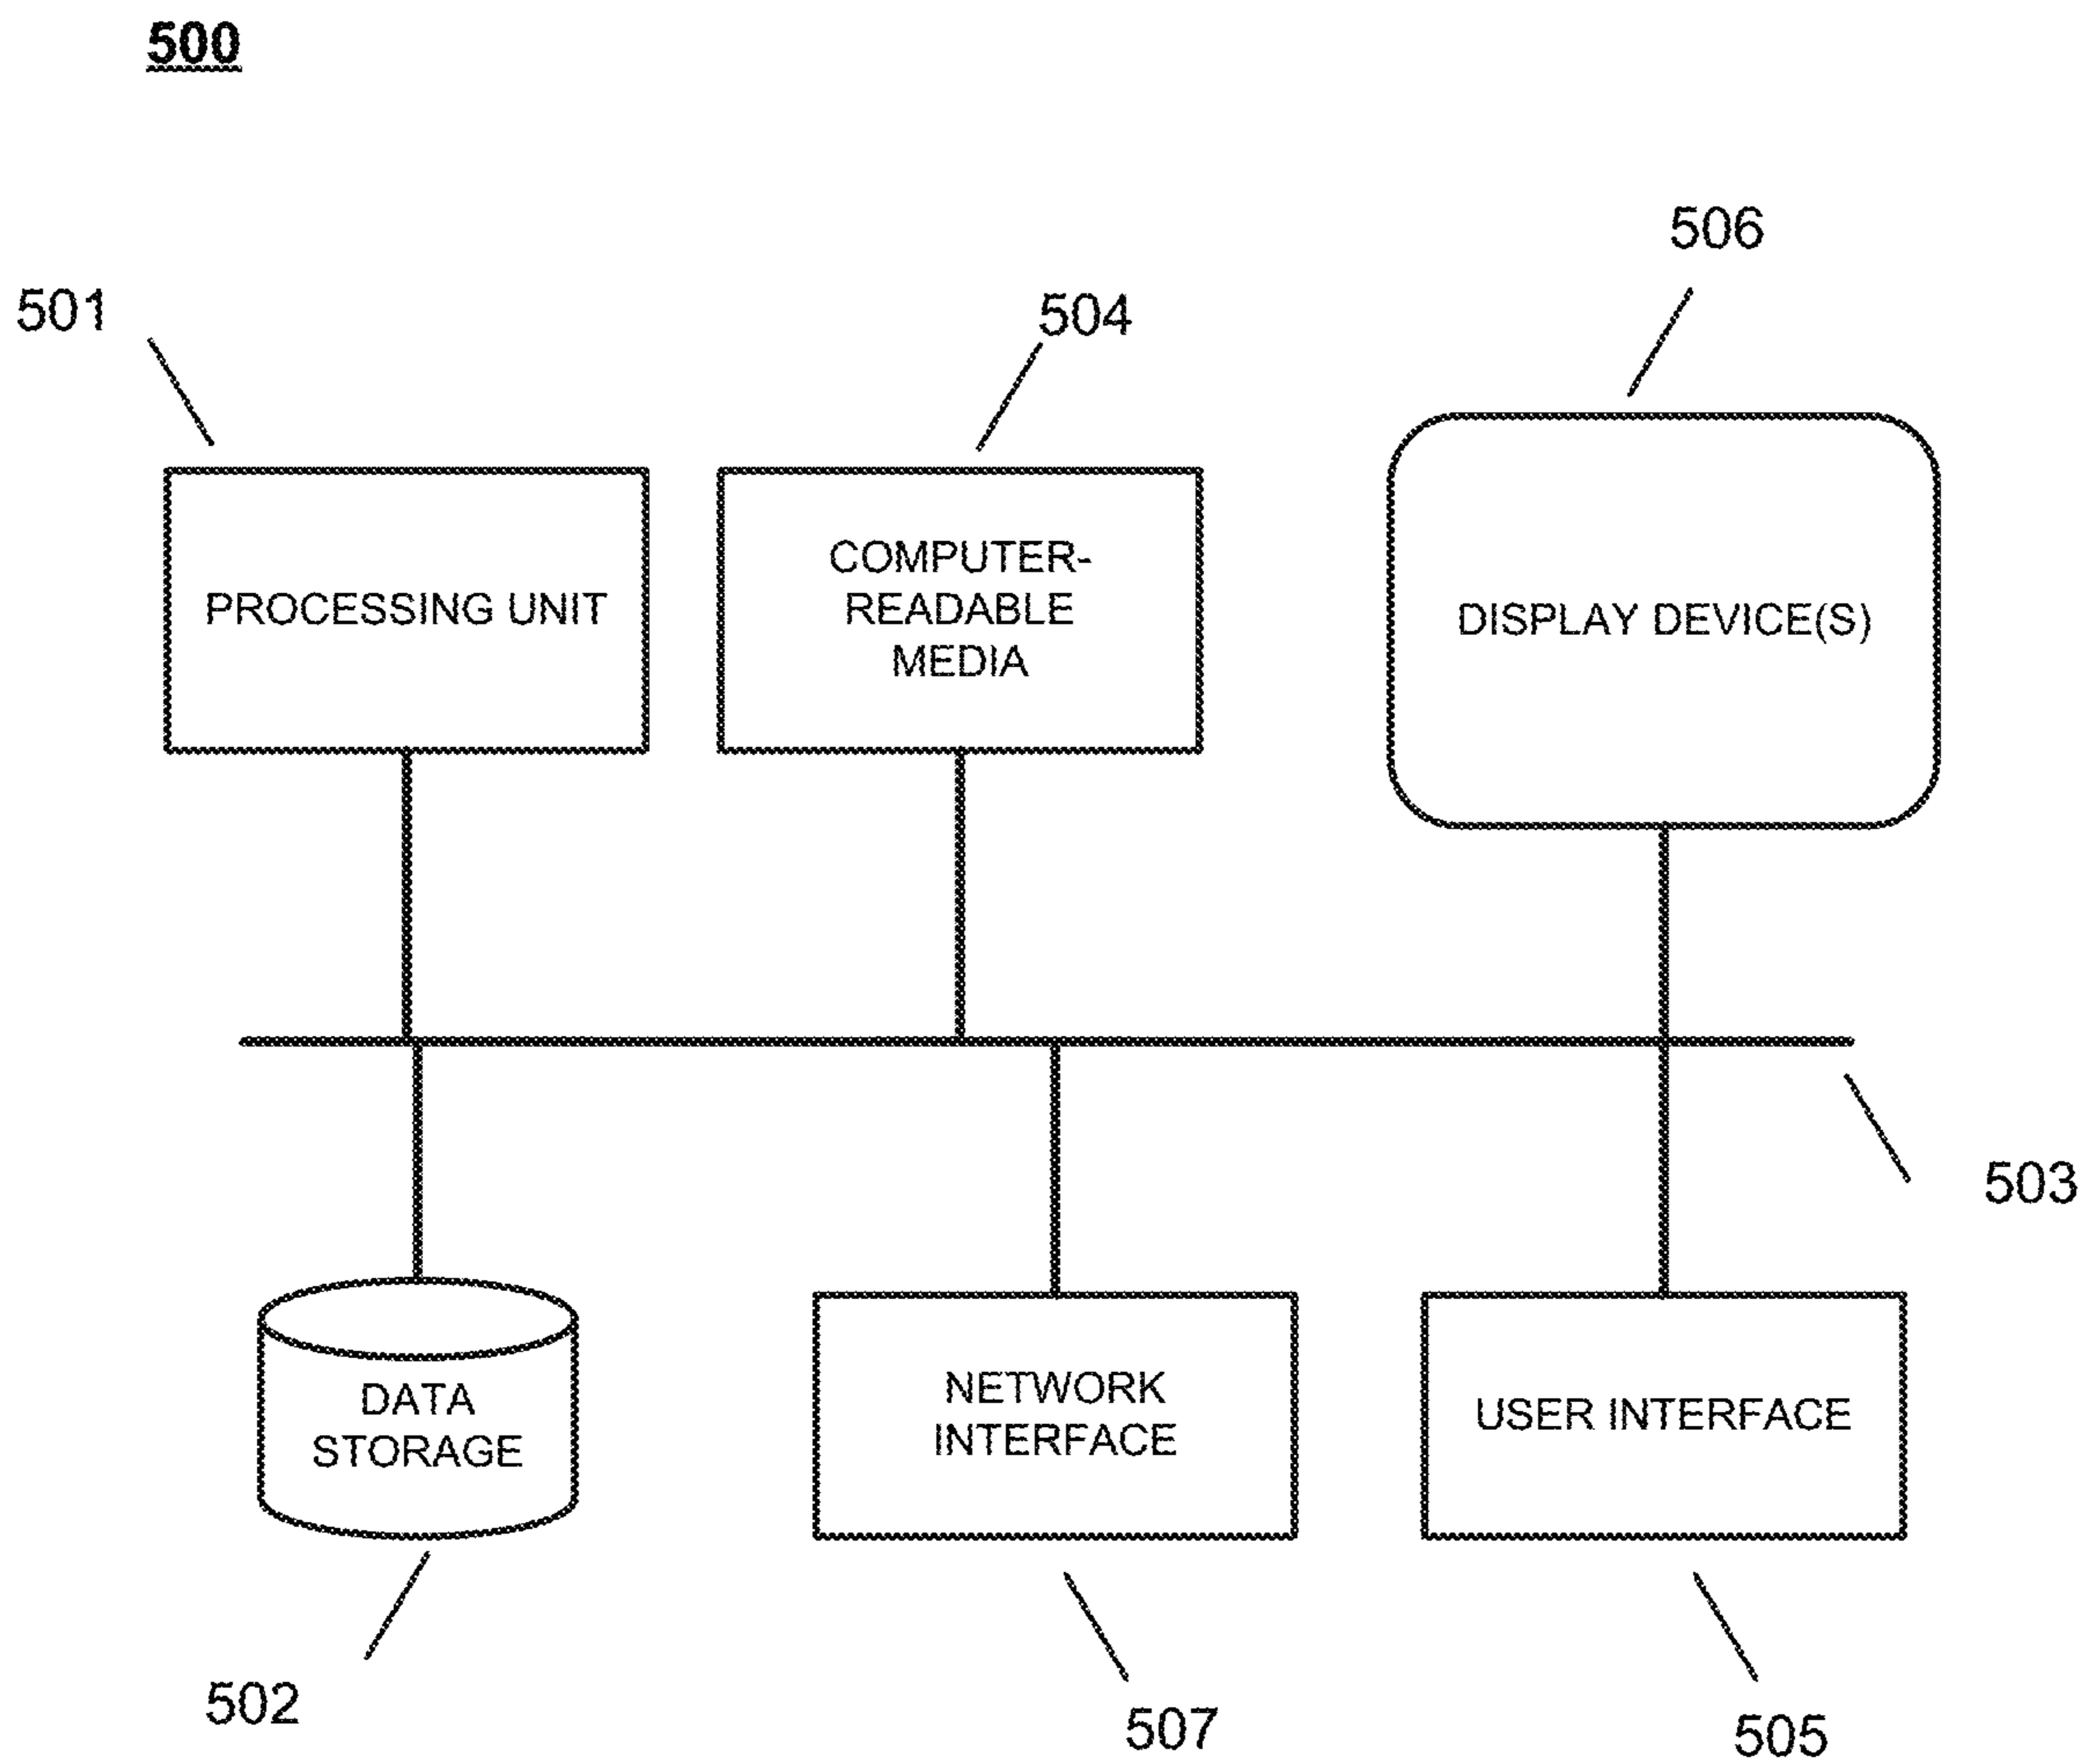 500
506
501
504
PROCESSING UNIT
COMPUTER-
READABLE
MEDIA
DISPLAY DEVICE(S)
503
DATA
STORAGE
NETWORK
INTERFACE
USER INTERFACE
502
507
505